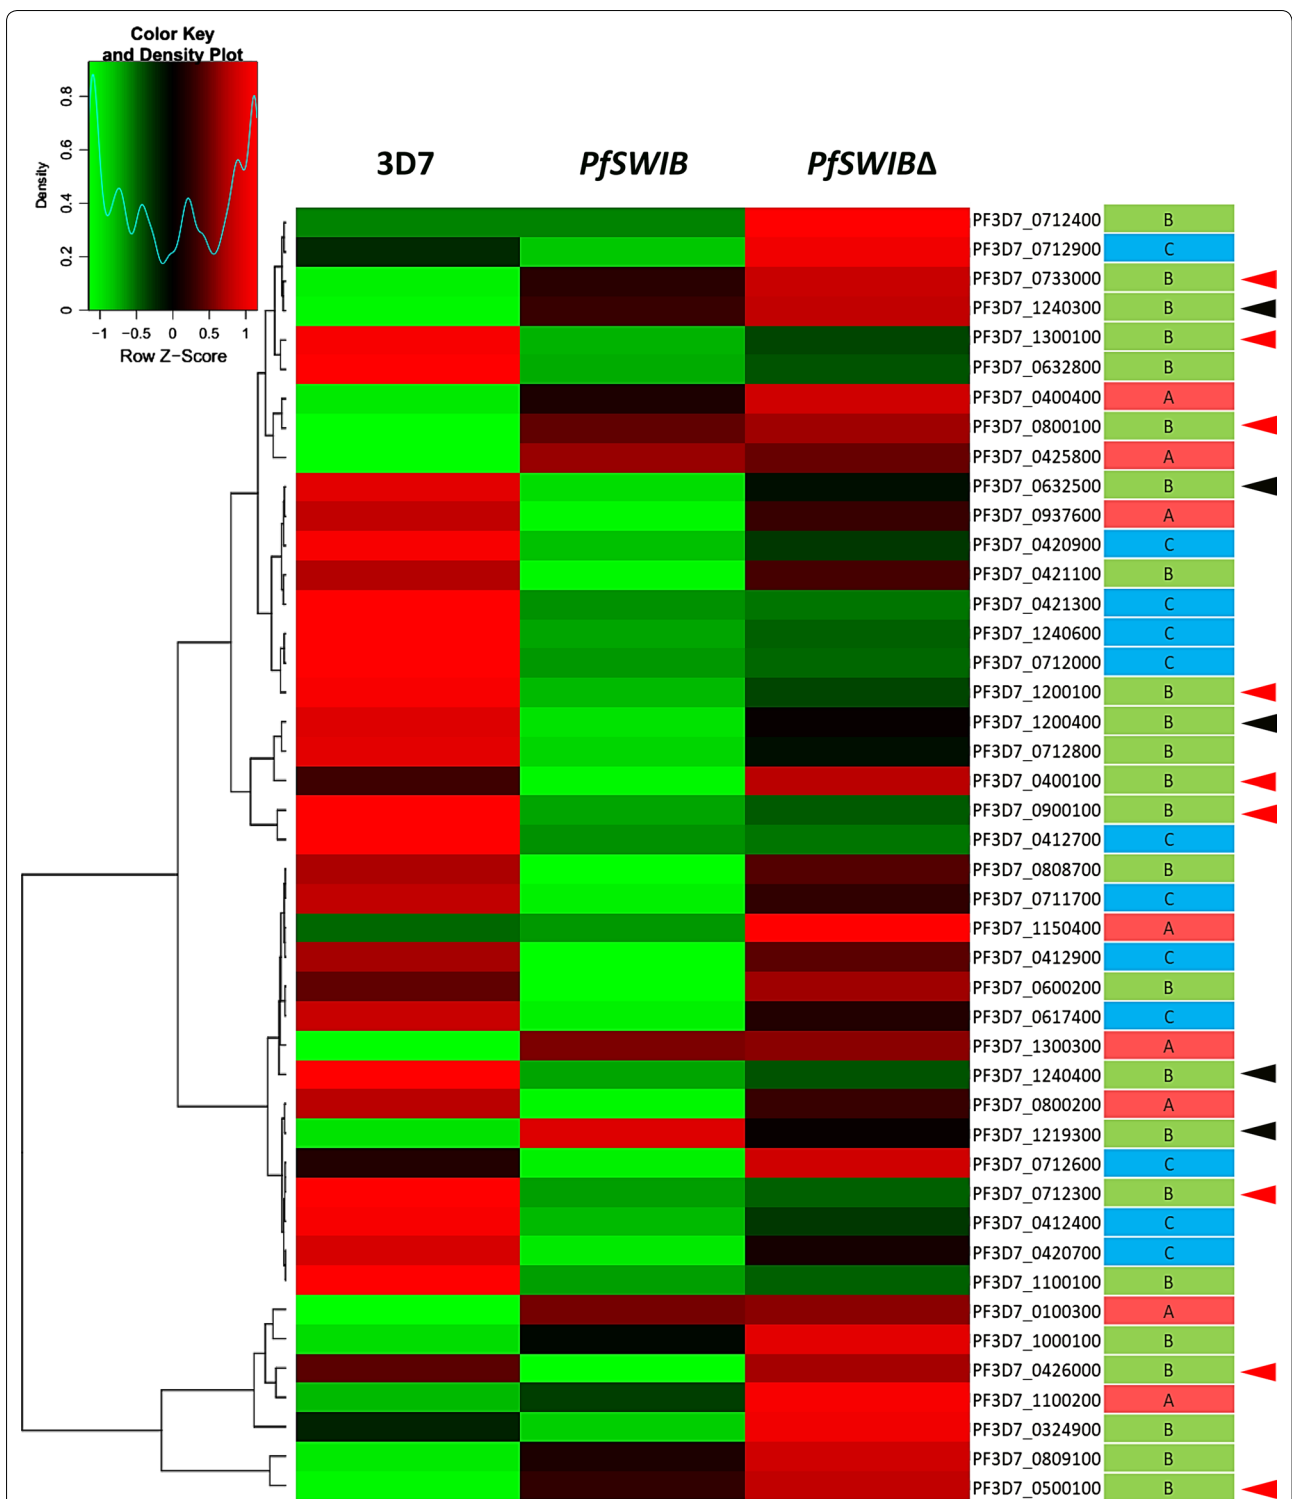 Color Key
and Density Plot
Density
0
0.2
0.4
0.6
0.8
−1 −0.5 0 0.5 1
Row Z−Score
3D7 PfSWIB PfSWIBΔ
PF3D7_0712400 B
PF3D7_0712900 C
PF3D7_0733000 B
PF3D7_1240300 B
PF3D7_1300100 B
PF3D7_0632800 B
PF3D7_0400400 A
PF3D7_0800100 B
PF3D7_0425800 A
PF3D7_0632500 B
PF3D7_0937600 A
PF3D7_0420900 C
PF3D7_0421100 B
PF3D7_0421300 C
PF3D7_1240600 C
PF3D7_0712000 C
PF3D7_1200100 B
PF3D7_1200400 B
PF3D7_0712800 B
PF3D7_0400100 B
PF3D7_0900100 B
PF3D7_0412700 C
PF3D7_0808700 B
PF3D7_0711700 C
PF3D7_1150400 A
PF3D7_0412900 C
PF3D7_0600200 B
PF3D7_0617400 C
PF3D7_1300300 A
PF3D7_1240400 B
PF3D7_0800200 A
PF3D7_1219300 B
PF3D7_0712600 C
PF3D7_0712300 B
PF3D7_0412400 C
PF3D7_0420700 C
PF3D7_1100100 B
PF3D7_0100300 A
PF3D7_1000100 B
PF3D7_0426000 B
PF3D7_1100200 A
PF3D7_0324900 B
PF3D7_0809100 B
PF3D7_0500100 B